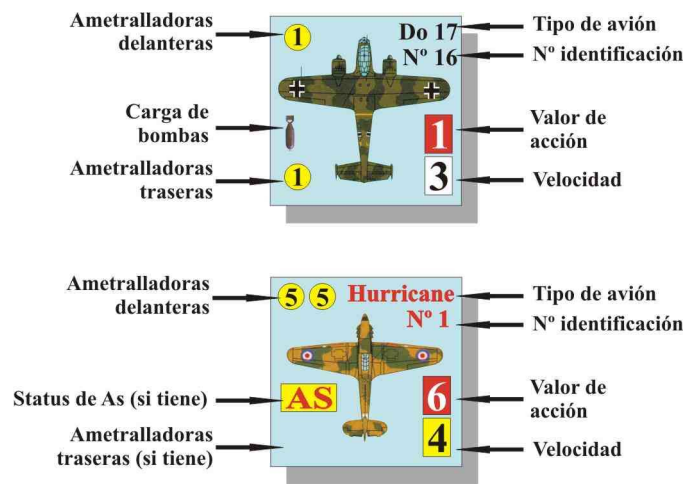 Ametralladoras
delanteras
1
Do 17
Nº 16
Tipo de avión
Nº identificación
Carga de
bombas
1
Valor de
acción
Ametralladoras
traseras
1
3
Velocidad
Ametralladoras
delanteras
5 5
Hurricane
Nº 1
Tipo de avión
Nº identificación
Status de As (si tiene)
AS
6
Valor de
acción
Ametralladoras
traseras (si tiene)
4
Velocidad